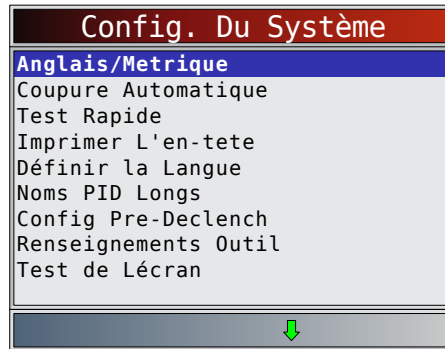 Config. Du Système
Anglais/Metrique
Coupure Automatique
Test Rapide
Imprimer L'en-tete
Définir la Langue
Noms PID Longs
Config Pre-Declench
Renseignements Outil
Test de Lécran